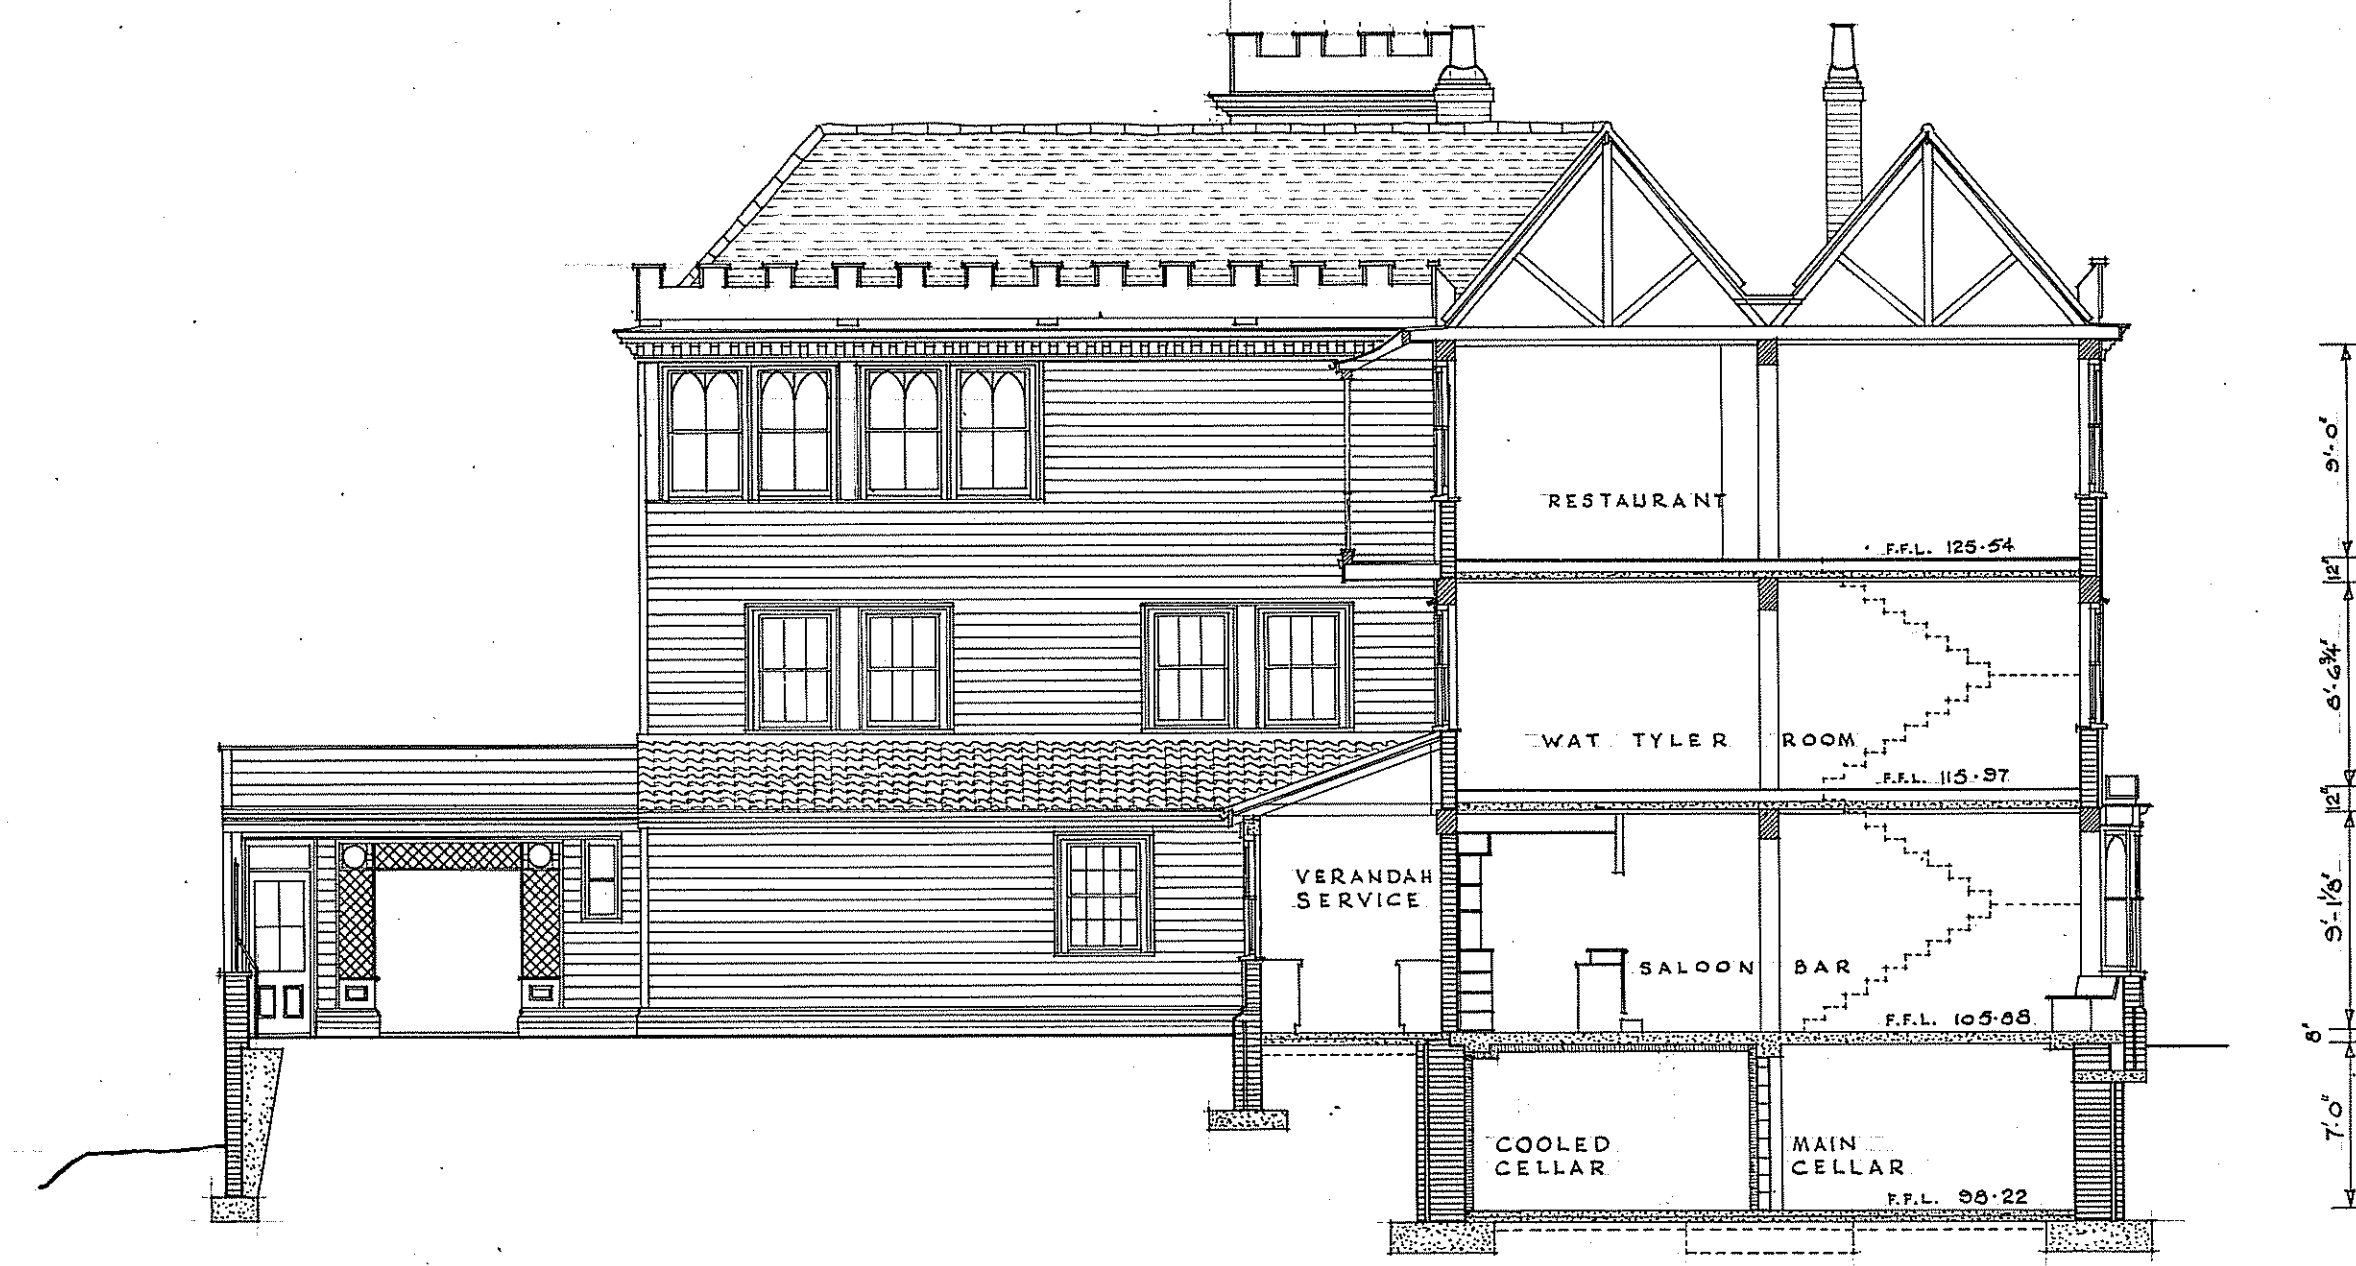 RESTAURANT
F.F.L. 125·54
WAT TYLER ROOM
F.F.L. 115·97
VERANDAH
SERVICE
SALOON BAR
F.F.L. 105·88
COOLED
CELLAR
MAIN
CELLAR
F.F.L. 98·22
9'-0"
12"
8'-6¾"
12"
9'-1⅛"
8"
7'-0"